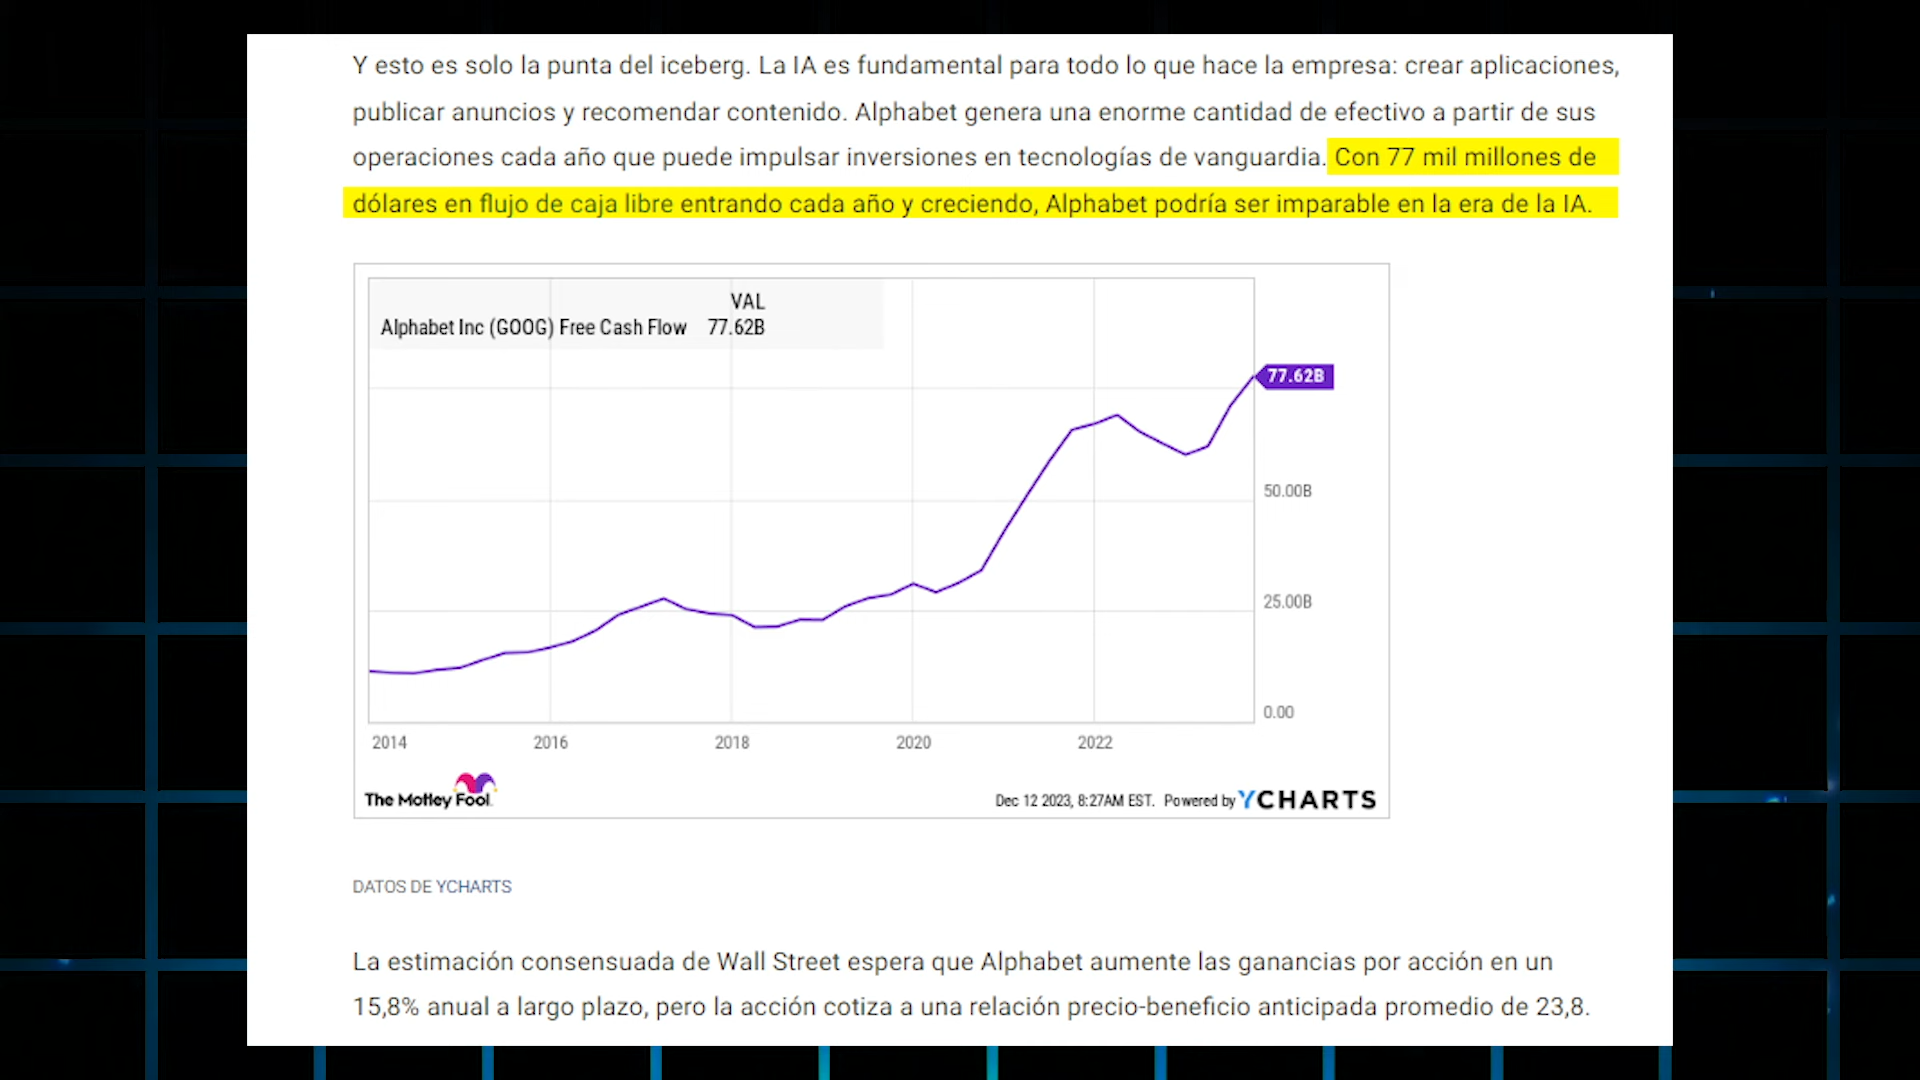 Y esto es solo la punta del iceberg. La IA es fundamental para todo lo que hace la empresa: crear aplicaciones,
publicar anuncios y recomendar contenido. Alphabet genera una enorme cantidad de efectivo a partir de sus
operaciones cada año que puede impulsar inversiones en tecnologías de vanguardia. Con 77 mil millones de
dólares en flujo de caja libre entrando cada año y creciendo, Alphabet podría ser imparable en la era de la IA.
VAL
Alphabet Inc (GOOG) Free Cash Flow 77.62B
77.62B
50.00B
25.00B
0.00
2014 2016 2018 2020 2022
The Motley Fool.
Dec 12 2023, 8:27AM EST. Powered by YCHARTS
DATOS DE YCHARTS
La estimación consensuada de Wall Street espera que Alphabet aumente las ganancias por acción en un
15,8% anual a largo plazo, pero la acción cotiza a una relación precio-beneficio anticipada promedio de 23,8.